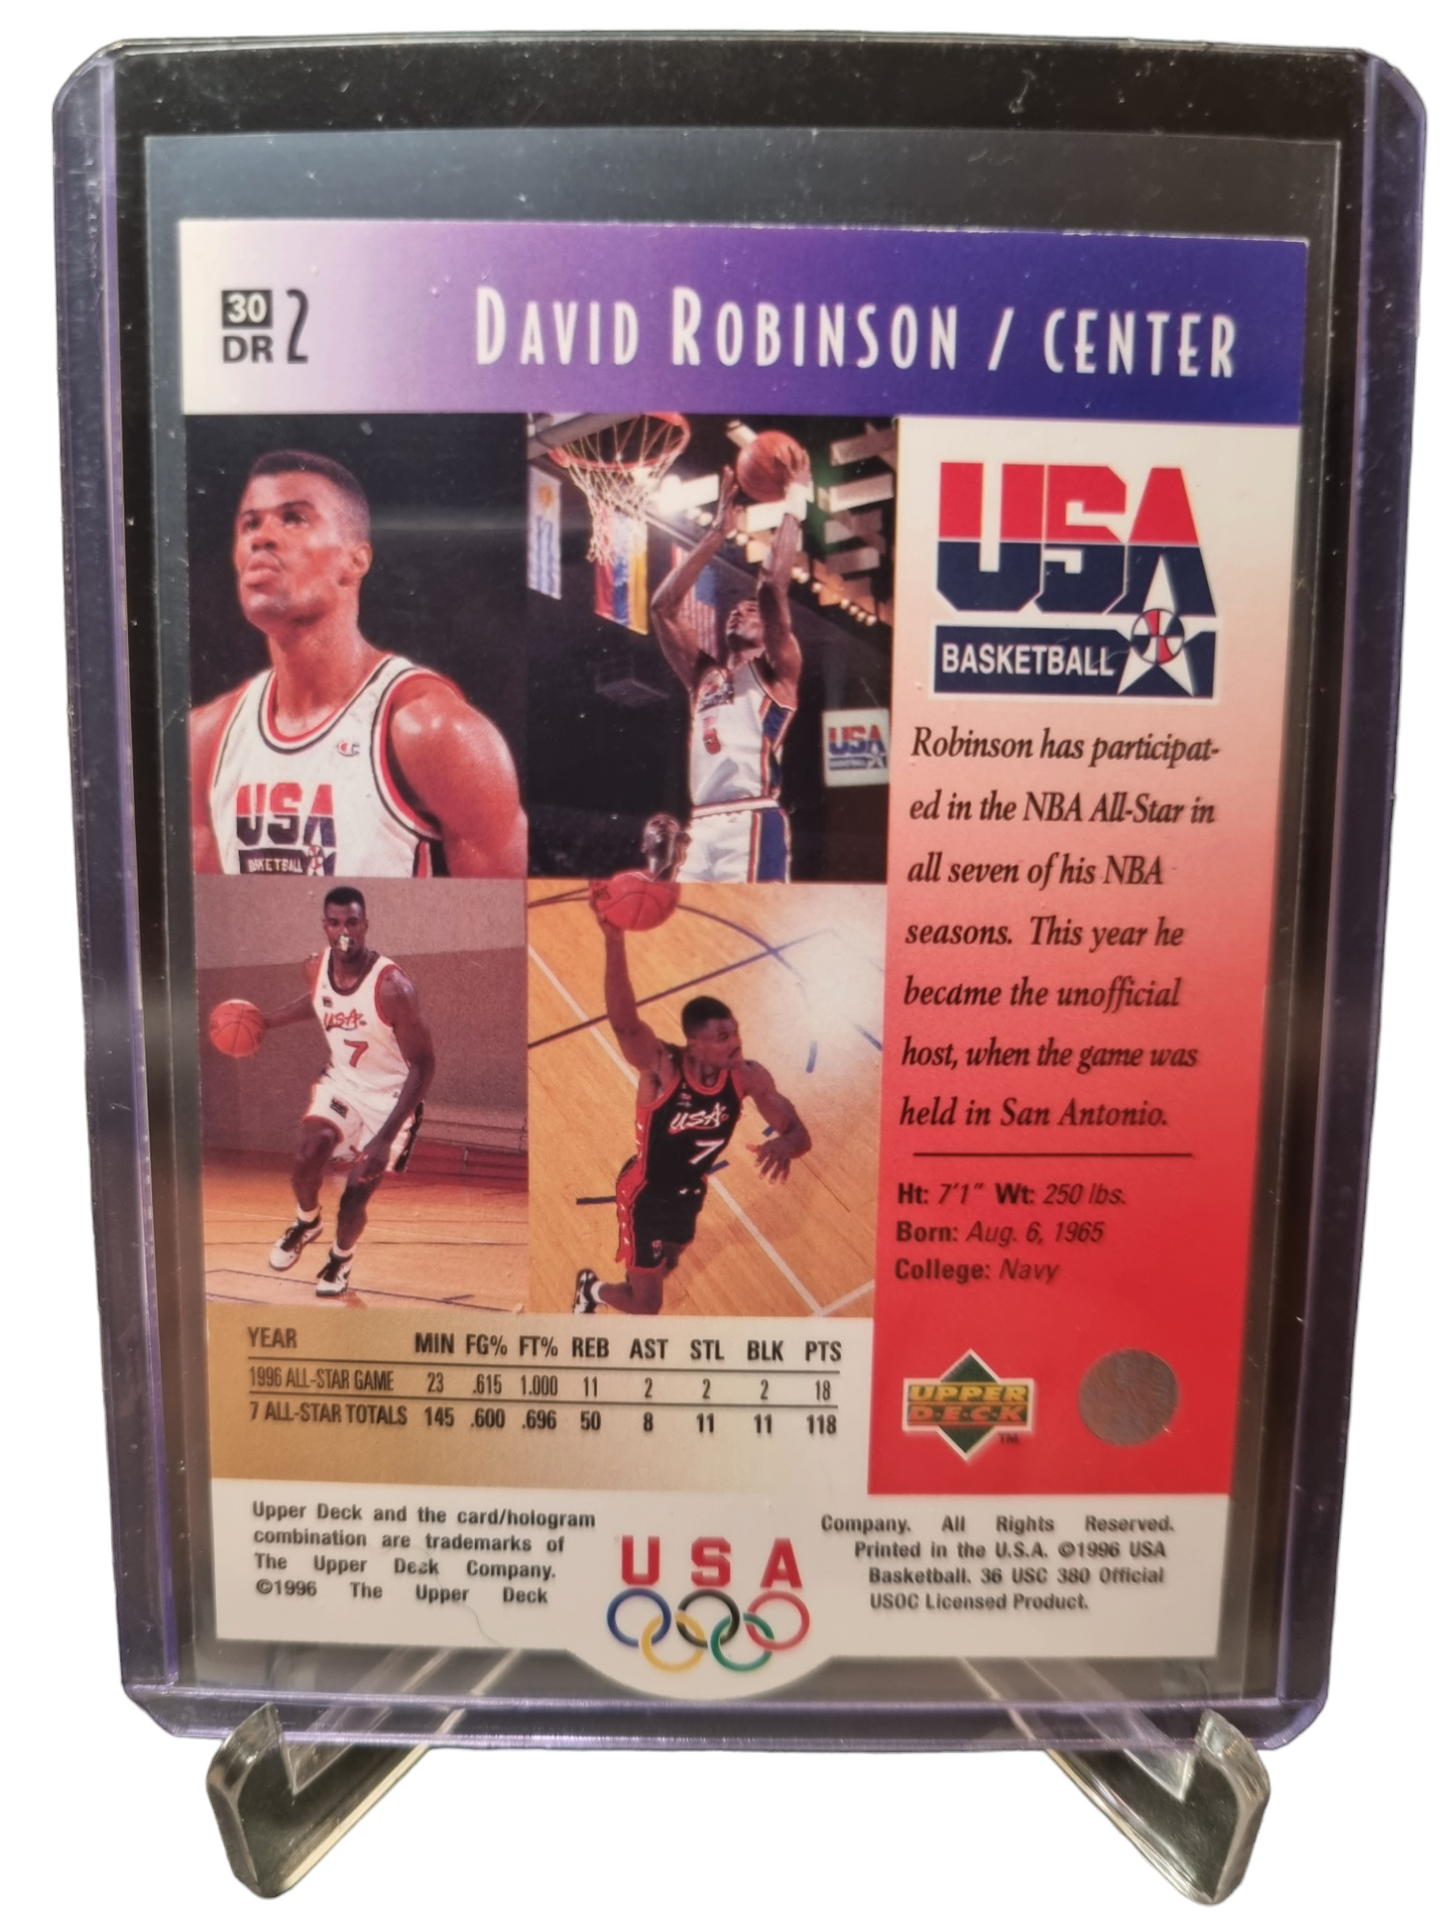 30
DR 2
DAVID ROBINSON / CENTER
USA
BASKETBALL
Robinson has participat-
ed in the NBA All-Star in
all seven of his NBA
seasons. This year he
became the unofficial
host, when the game was
held in San Antonio.
Ht: 7'1" Wt: 250 lbs.
Born: Aug. 6, 1965
College: Navy
USA
BASKETBALL
5
USA
USA
7
USA
7
YEAR MIN FG% FT% REB AST STL BLK PTS
1996 ALL-STAR GAME 23 .615 1.000 11 2 2 2 18
7 ALL-STAR TOTALS 145 .600 .696 50 8 11 11 118
UPPER
DECK
TM
Upper Deck and the card/hologram
combination are trademarks of
The Upper Deck Company.
©1996 The Upper Deck
Company. All Rights Reserved.
Printed in the U.S.A. ©1996 USA
Basketball. 36 USC 380 Official
USOC Licensed Product.
USA